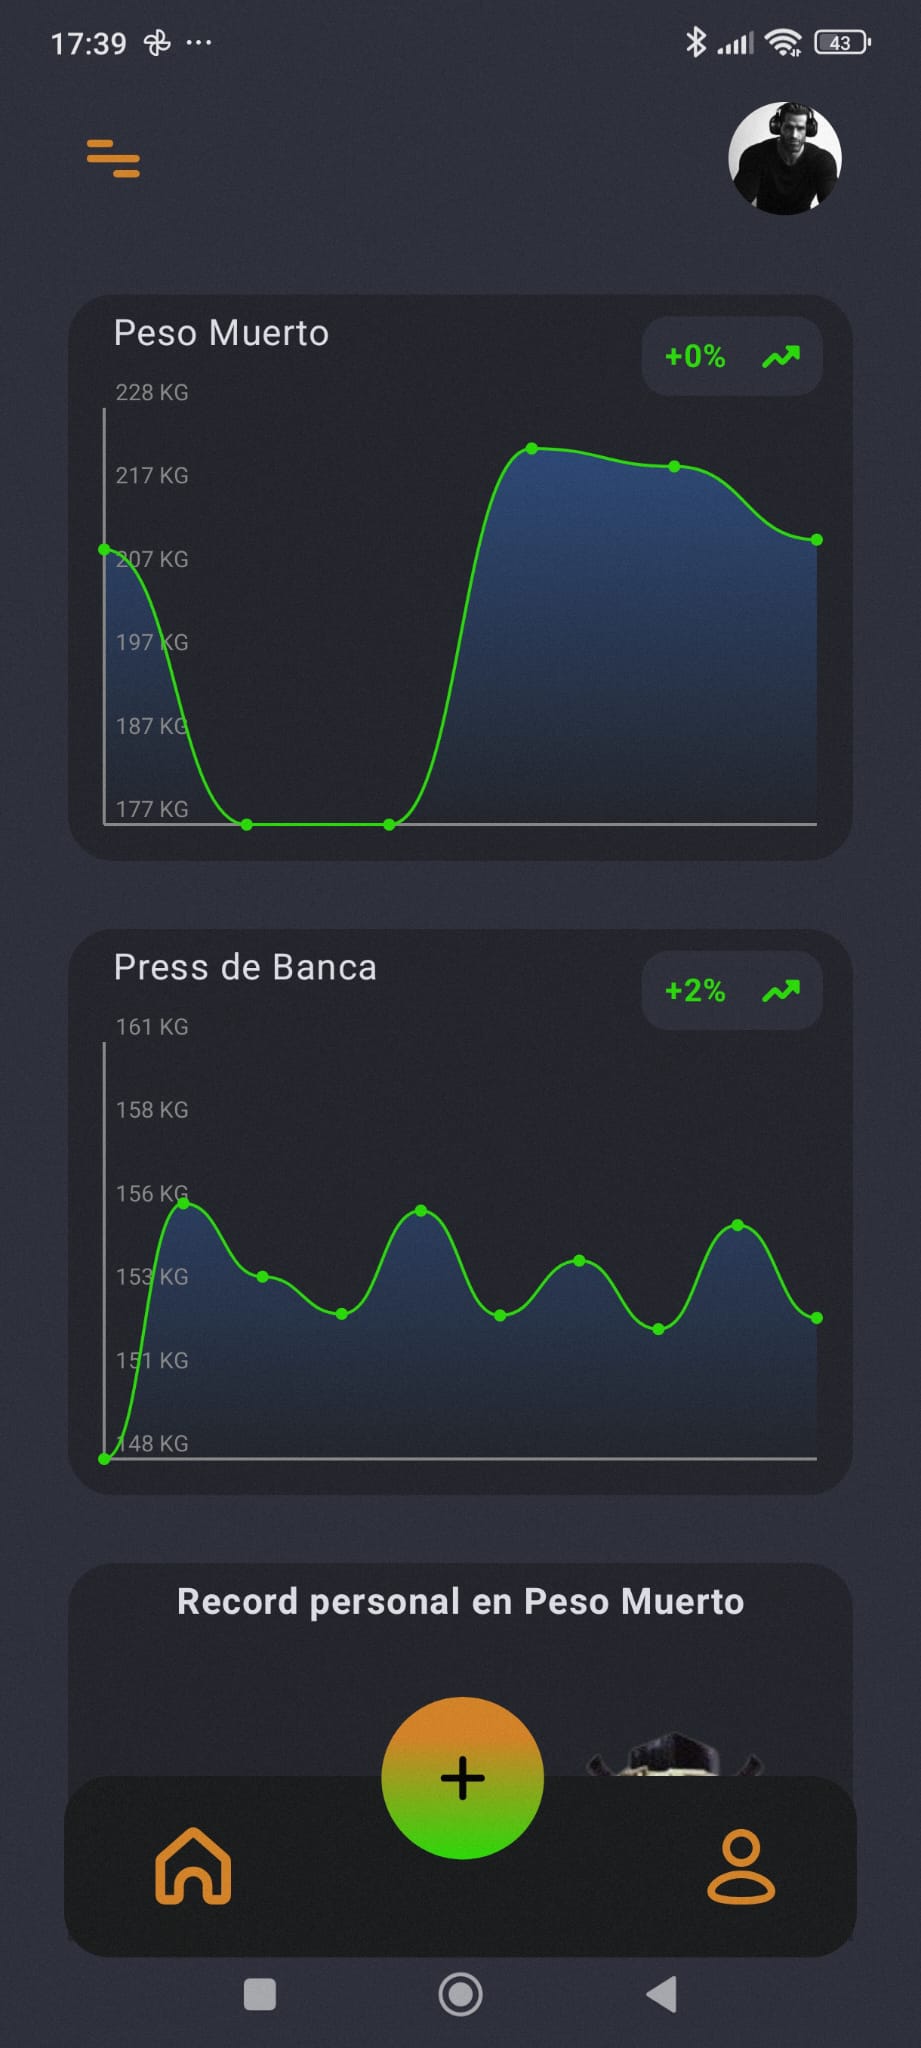 17:39
43
Peso Muerto
+0%
228 KG
217 KG
207 KG
197 KG
187 KG
177 KG
Press de Banca
+2%
161 KG
158 KG
156 KG
153 KG
151 KG
148 KG
Record personal en Peso Muerto